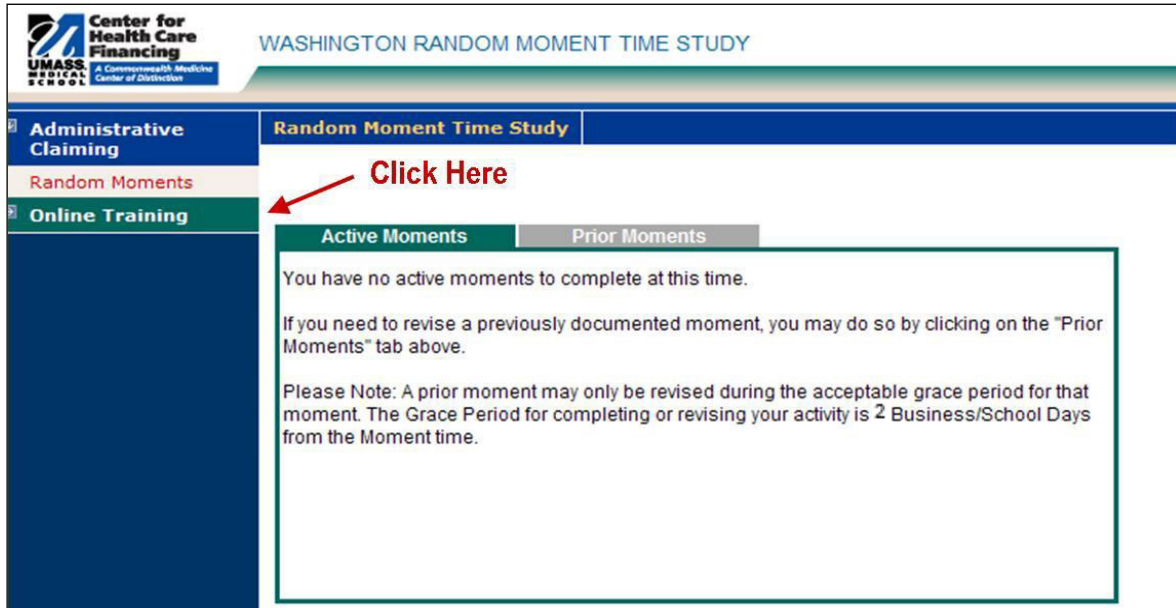 Center for
Health Care
Financing
UMASS
MEDICAL
SCHOOL
A Commonwealth Medicine
Center of Distinction
WASHINGTON RANDOM MOMENT TIME STUDY
Administrative
Claiming
Random Moments
Online Training
Random Moment Time Study
Click Here
Active Moments
Prior Moments
You have no active moments to complete at this time.
If you need to revise a previously documented moment, you may do so by clicking on the "Prior
Moments" tab above.
Please Note: A prior moment may only be revised during the acceptable grace period for that
moment. The Grace Period for completing or revising your activity is 2 Business/School Days
from the Moment time.